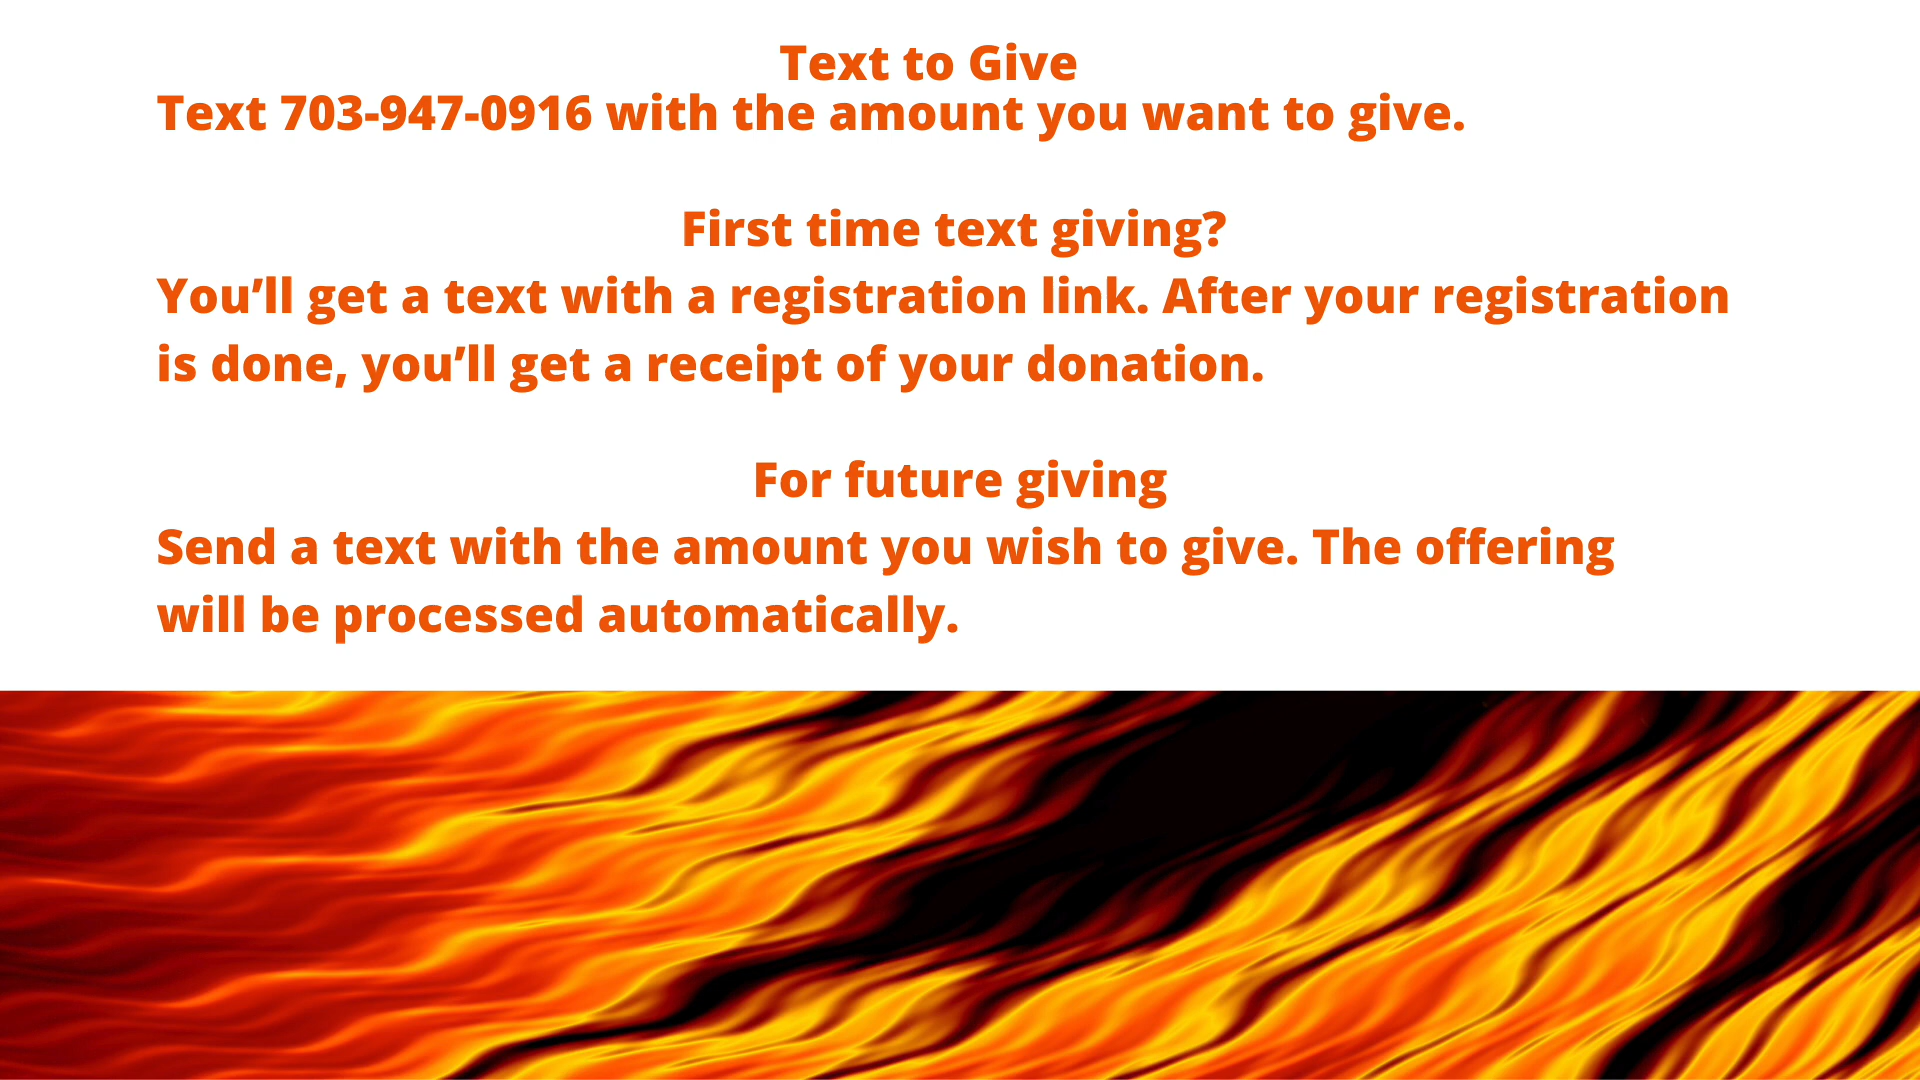 Text to Give
Text 703-947-0916 with the amount you want to give.
First time text giving?
You’ll get a text with a registration link. After your registration
is done, you’ll get a receipt of your donation.
For future giving
Send a text with the amount you wish to give. The offering
will be processed automatically.